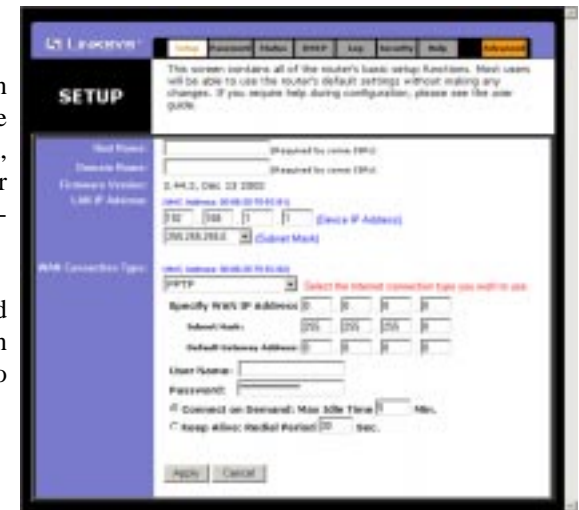 LINKSYS
Setup Password Status DHCP Log Security Help Advanced
SETUP
This screen contains all of the router's basic setup functions. Most users
will be able to use the router's default settings without making any
changes. If you require help during configuration, please see the user
guide.
Host Name: (Required by some ISPs)
Domain Name: (Required by some ISPs)
Firmware Version: 2.44.2, Dec 13 2002
LAN IP Address: (MAC Address:
192 168 1 1 (Device IP Address)
255.255.255.0 (Subnet Mask)
WAN Connection Type: (MAC Address:
PPTP Select the Internet connection type you wish to use
Specify WAN IP Address 0 0 0 0
Subnet Mask: 255 255 255 0
Default Gateway Address: 0 0 0 0
User Name:
Password:
Connect on Demand: Max Idle Time 5 Min.
Keep Alive: Redial Period 30 Sec.
Apply Cancel